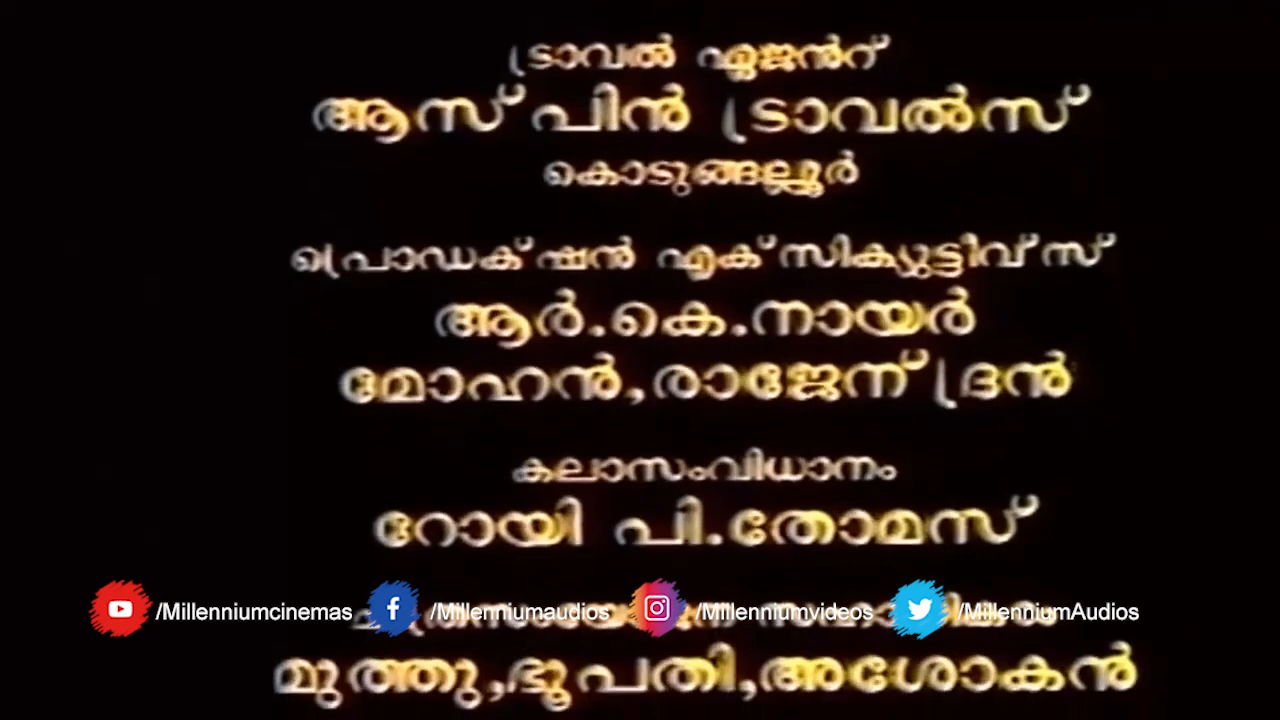 ട്രാവൽ ഏജൻറ്
ആസ്പിൻ ട്രാവൽസ്
കൊടുങ്ങല്ലൂർ
പ്രൊഡക്ഷൻ എക്സിക്യുട്ടീവ്സ്
ആർ.കെ.നായർ
മോഹൻ,രാജേന്ദ്രൻ
കലാസംവിധാനം
റോയി പി.തോമസ്
/Millenniumcinemas /Millenniumaudios /Millenniumvideos /MillenniumAudios
മുത്തു,ഭൂപതി,അശോകൻ